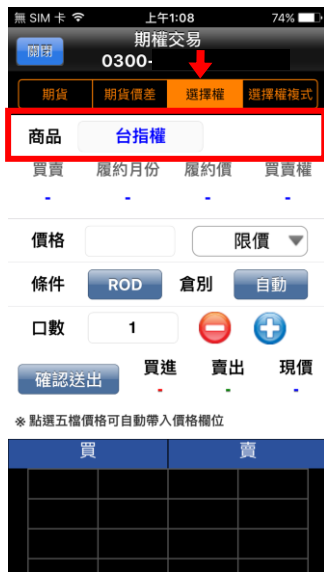 無 SIM 卡 上午1:08 74%
關閉 期權交易
0300-
期貨 期貨價差 選擇權 選擇權複式
商品 台指權
買賣 履約月份 履約價 買賣權
- - - -
價格 限價 ▼
條件 ROD 倉別 自動
口數 1
確認送出 買進 賣出 現價
- - -
※ 點選五檔價格可自動帶入價格欄位
買 賣